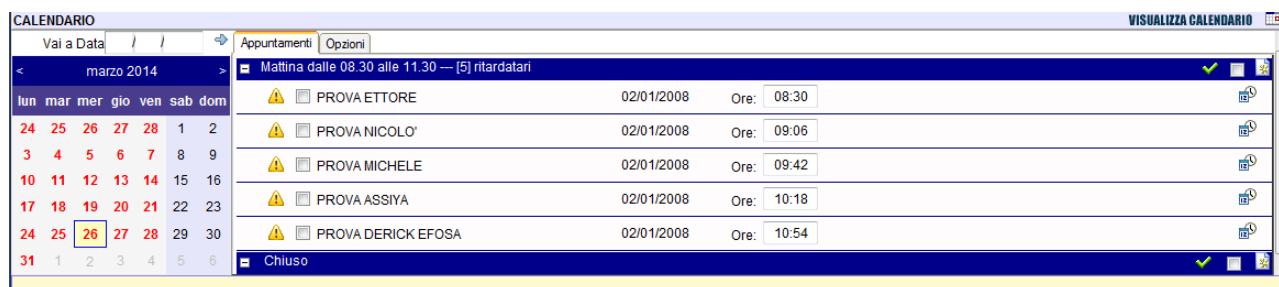 CALENDARIO VISUALIZZA CALENDARIO
Vai a Data / /
Appuntamenti Opzioni
< marzo 2014 >
lun mar mer gio ven sab dom
24 25 26 27 28 1 2
3 4 5 6 7 8 9
10 11 12 13 14 15 16
17 18 19 20 21 22 23
24 25 26 27 28 29 30
31 1 2 3 4 5 6
Mattina dalle 08.30 alle 11.30 --- [5] ritardatari
PROVA ETTORE 02/01/2008 Ore: 08:30
PROVA NICOLO' 02/01/2008 Ore: 09:06
PROVA MICHELE 02/01/2008 Ore: 09:42
PROVA ASSIYA 02/01/2008 Ore: 10:18
PROVA DERICK EFOSA 02/01/2008 Ore: 10:54
Chiuso